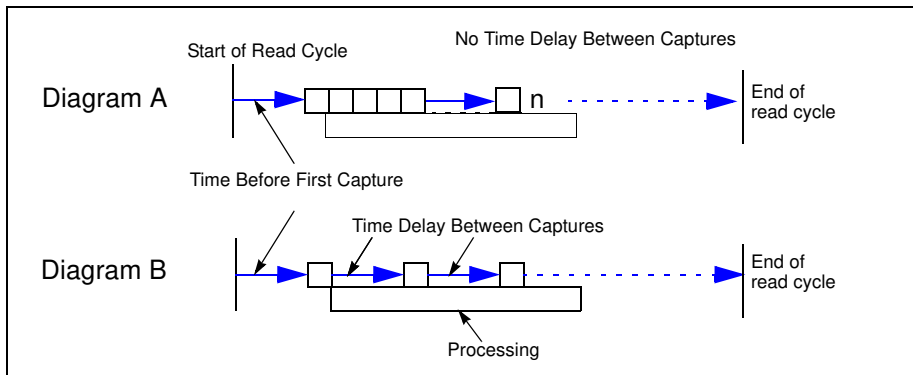 No Time Delay Between Captures
Start of Read Cycle
Diagram A
n
End of
read cycle
Time Before First Capture
Time Delay Between Captures
Diagram B
End of
read cycle
Processing